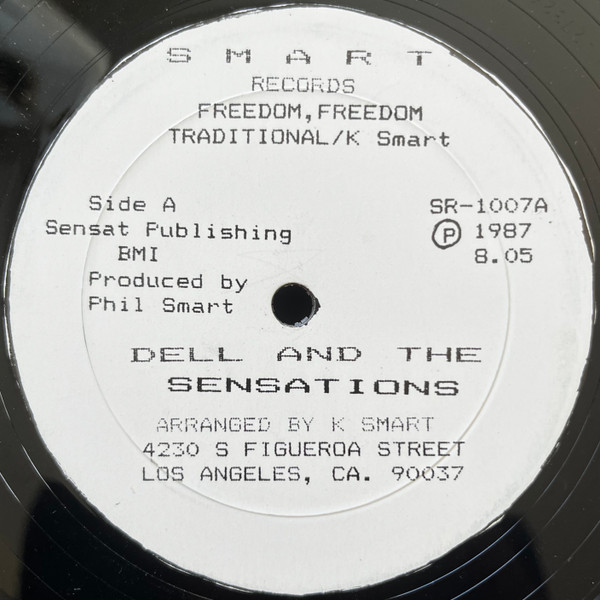 S M A R T
RECORDS
FREEDOM,FREEDOM
TRADITIONAL/K Smart
Side A
Sensat Publishing
BMI
Produced by
Phil Smart
SR-1007A
Ⓟ 1987
8.05
DELL AND THE
SENSATIONS
ARRANGED BY K SMART
4230 S FIGUEROA STREET
LOS ANGELES, CA. 90037